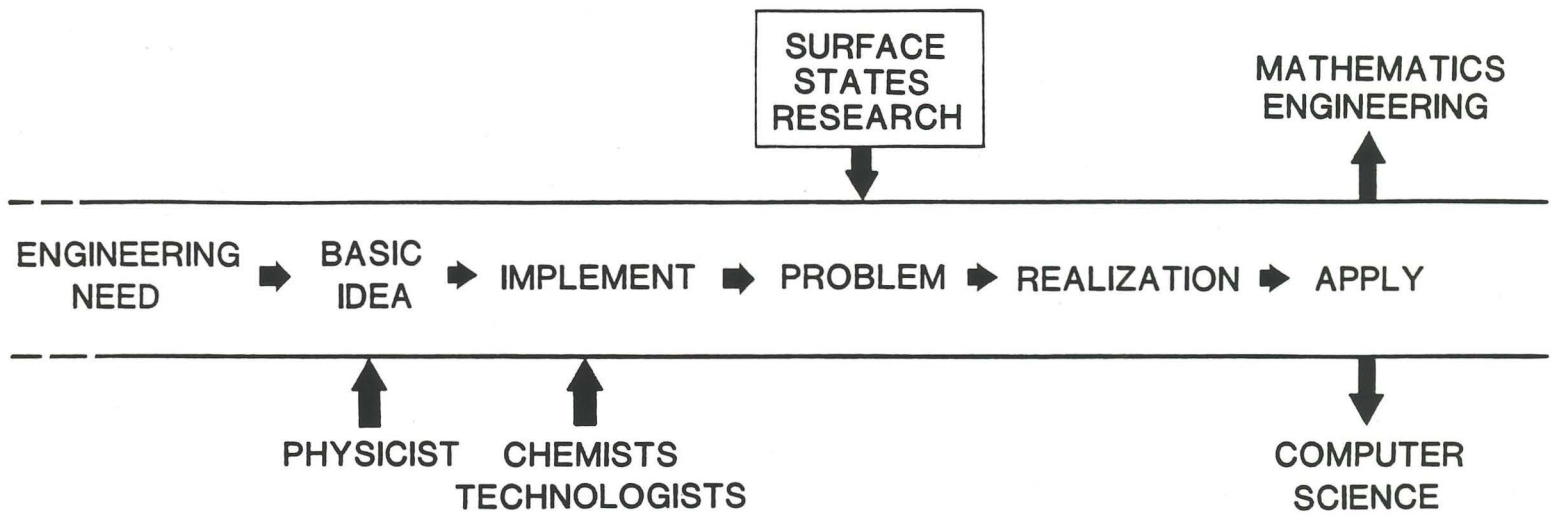 SURFACE
STATES
RESEARCH
MATHEMATICS
ENGINEERING
ENGINEERING
NEED
BASIC
IDEA
IMPLEMENT
PROBLEM
REALIZATION
APPLY
PHYSICIST
CHEMISTS
TECHNOLOGISTS
COMPUTER
SCIENCE